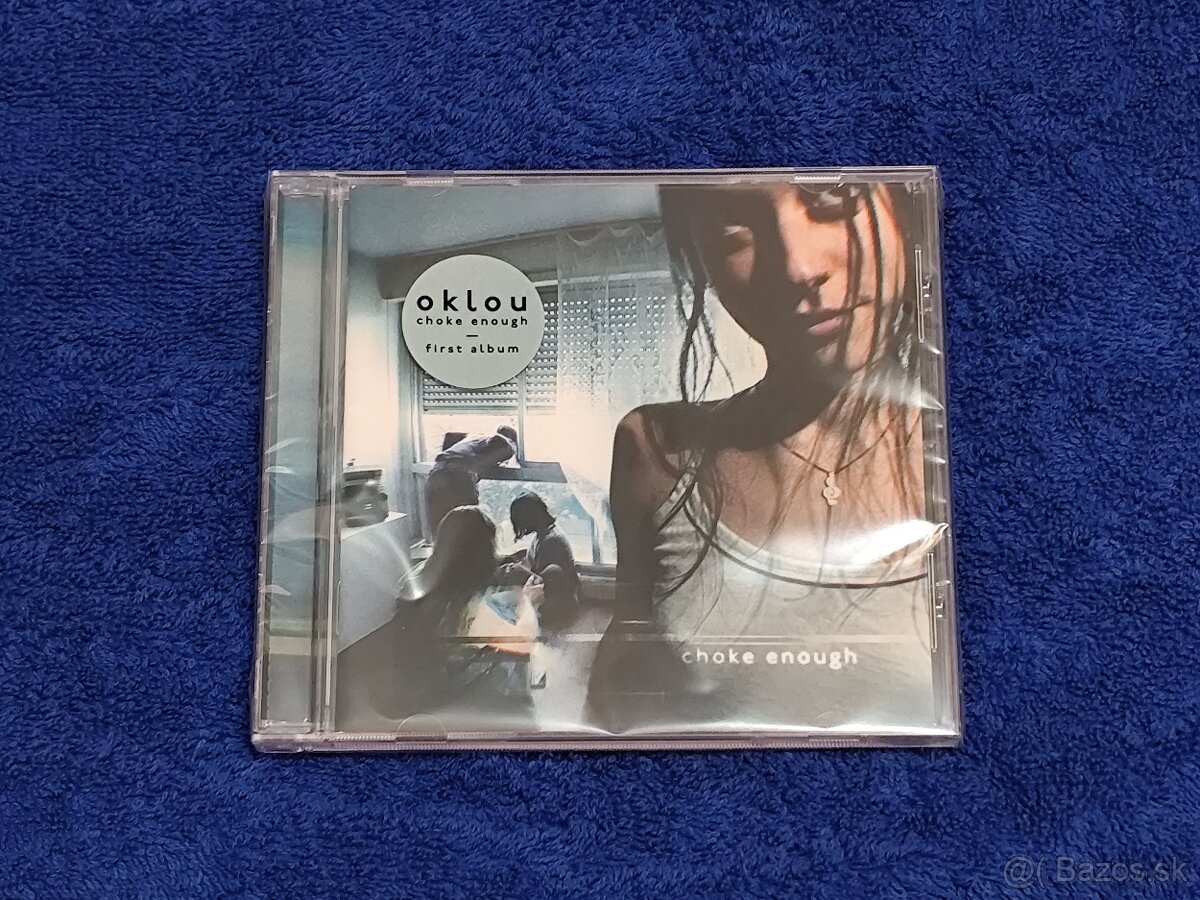 oklou
choke enough
—
first album
choke enough
@( Bazos.sk